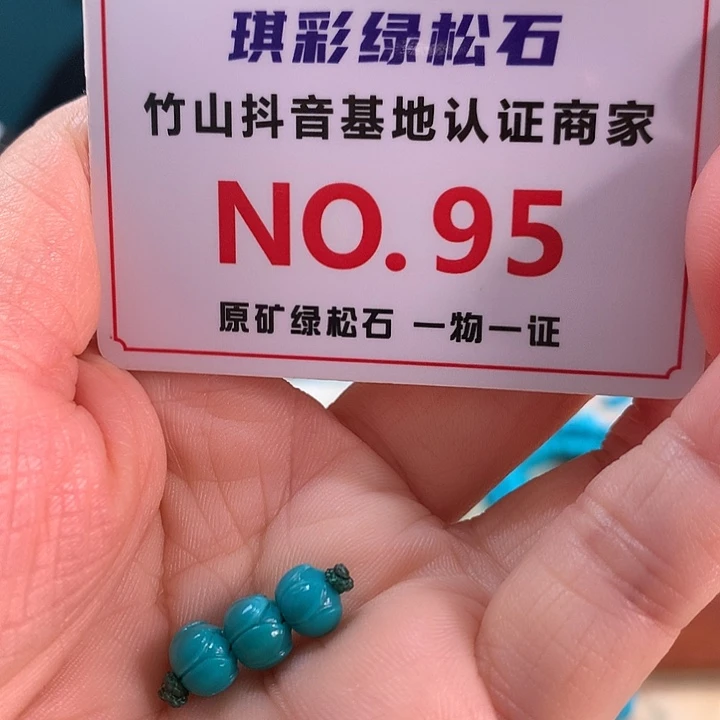 琪彩绿松石
竹山抖音基地认证商家
NO.95
原矿绿松石 一物一证